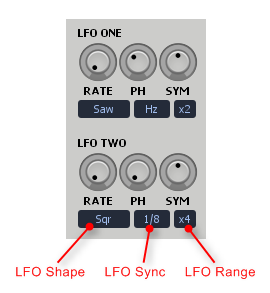 LFO ONE
RATE PH SYM
Saw Hz x2
LFO TWO
RATE PH SYM
Sqr 1/8 x4
LFO Shape LFO Sync LFO Range